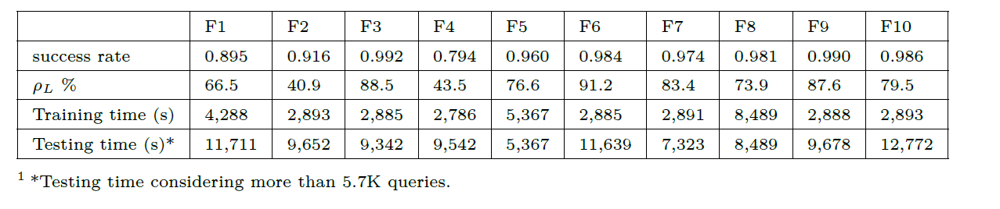 F1 F2 F3 F4 F5 F6 F7 F8 F9 F10
success rate 0.895 0.916 0.992 0.794 0.960 0.984 0.974 0.981 0.990 0.986
ρL % 66.5 40.9 88.5 43.5 76.6 91.2 83.4 73.9 87.6 79.5
Training time (s) 4,288 2,893 2,885 2,786 5,367 2,885 2,891 8,489 2,888 2,893
Testing time (s)* 11,711 9,652 9,342 9,542 5,367 11,639 7,323 8,489 9,678 12,772
1 *Testing time considering more than 5.7K queries.